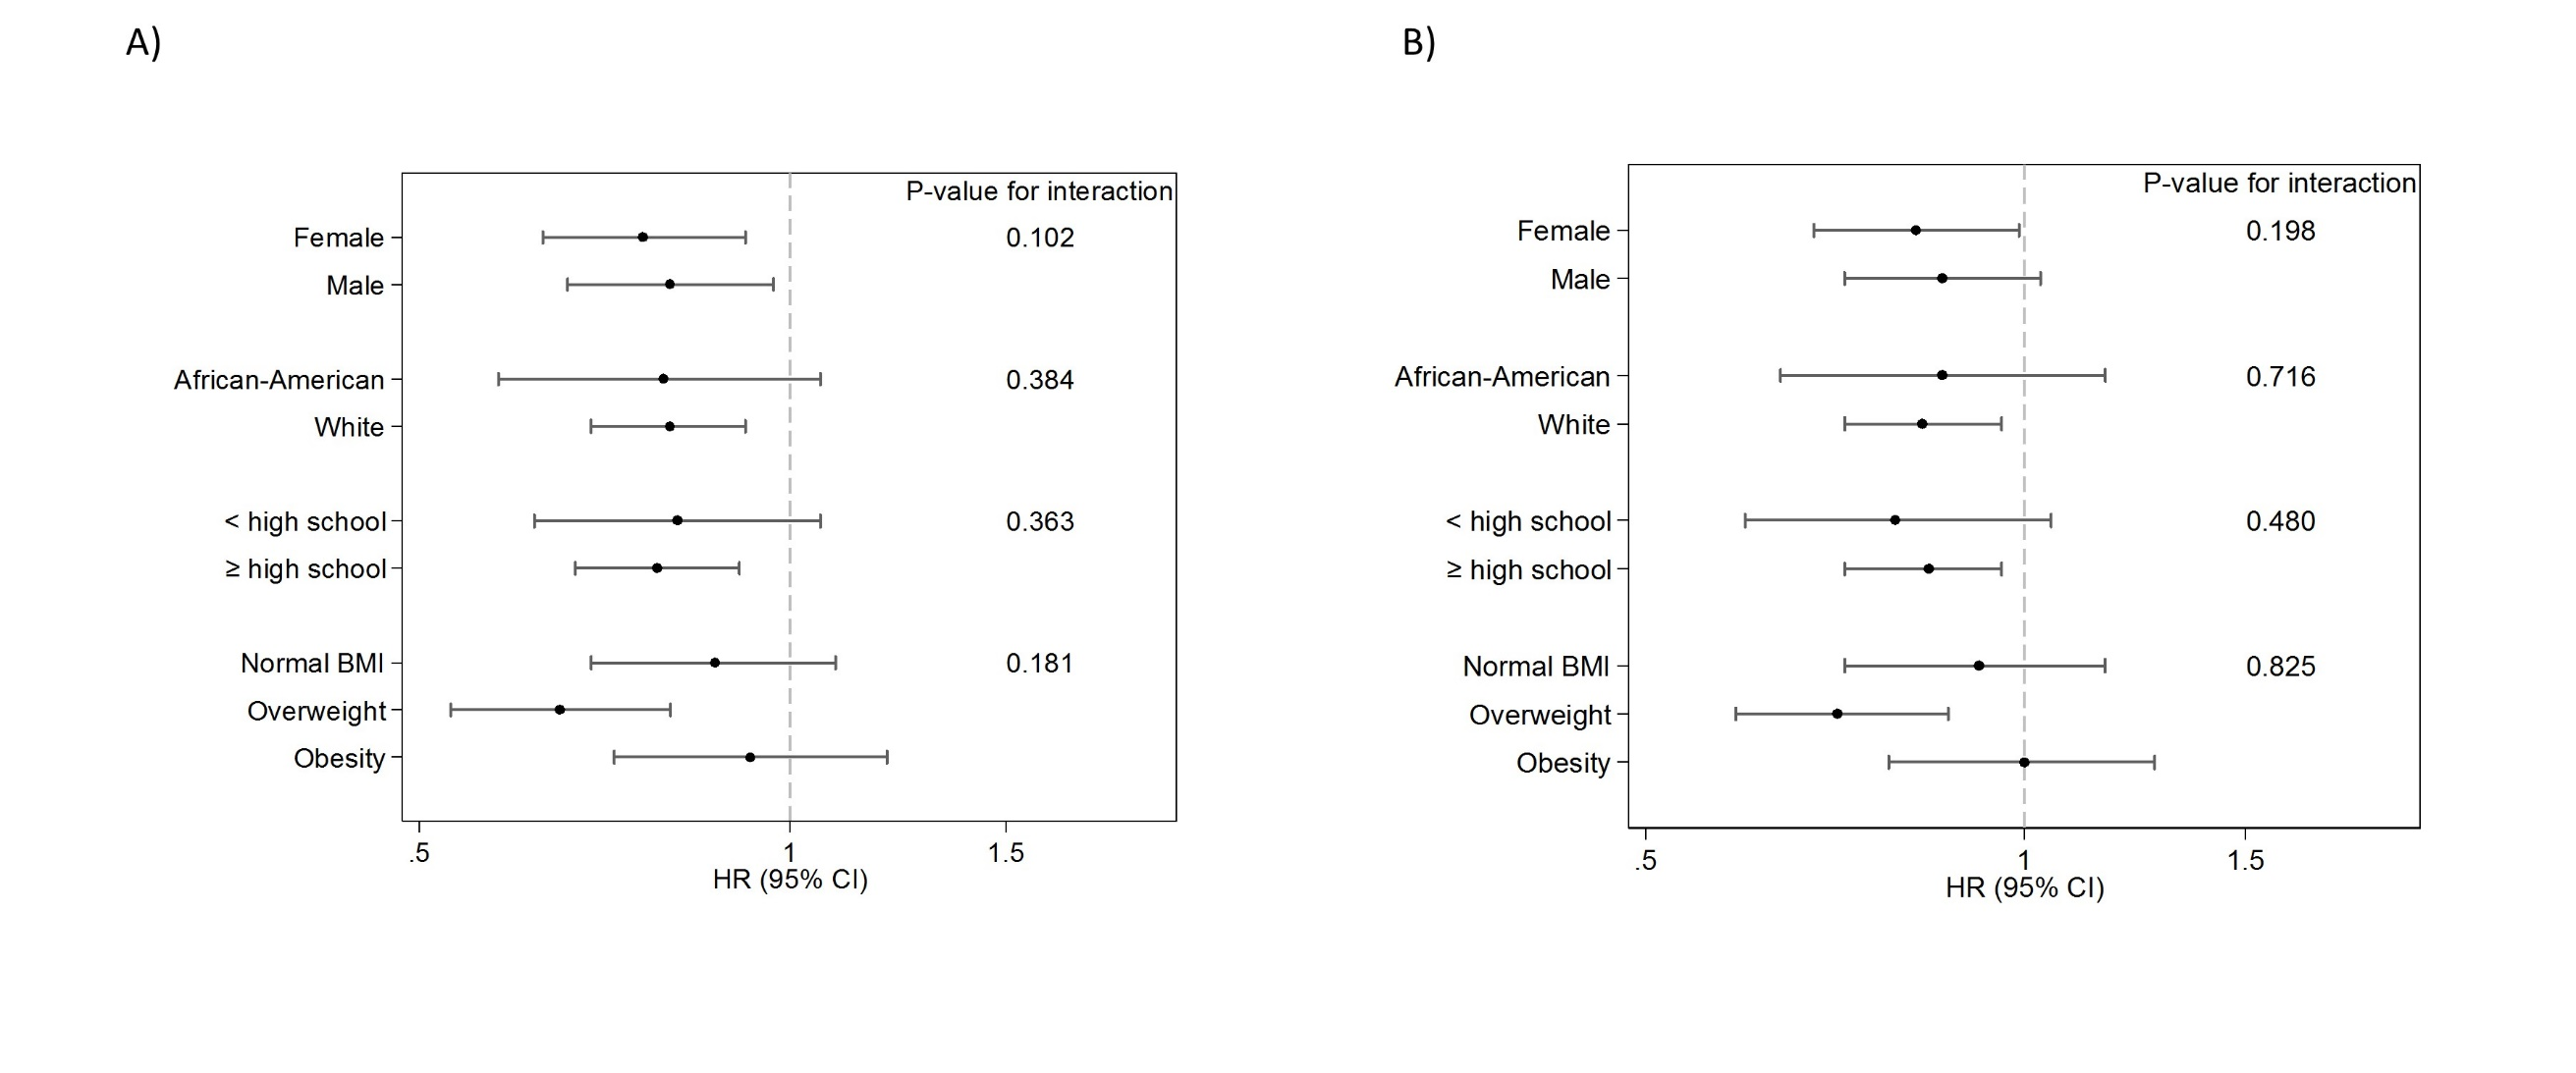 A)
P-value for interaction
Female 0.102
Male
African-American 0.384
White
< high school 0.363
≥ high school
Normal BMI 0.181
Overweight
Obesity
.5 1 1.5
HR (95% CI)
B)
P-value for interaction
Female 0.198
Male
African-American 0.716
White
< high school 0.480
≥ high school
Normal BMI 0.825
Overweight
Obesity
.5 1 1.5
HR (95% CI)